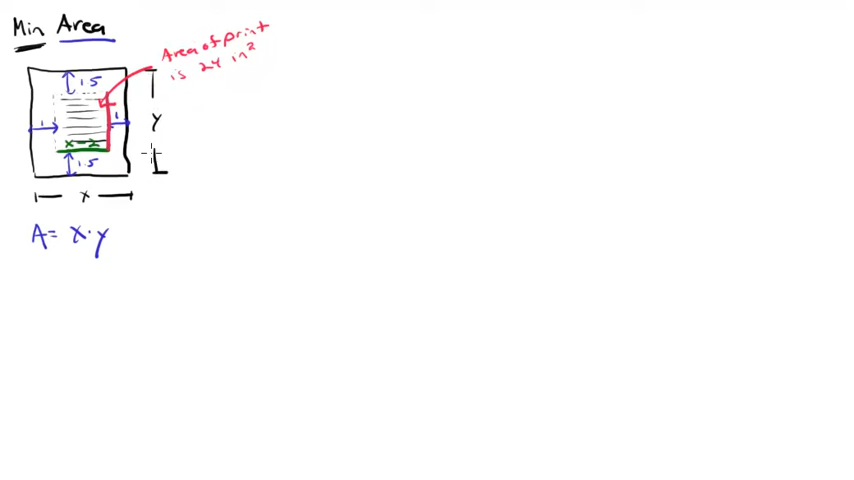 Min Area
Area of print
is 24 in²
1.5
1
1
y
x-2
1.5
x
A = x·y